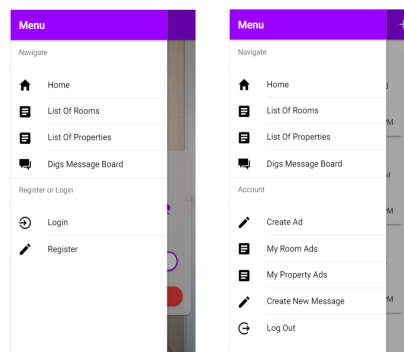 Menu
Navigate
Home
List Of Rooms
List Of Properties
Digs Message Board
Register or Login
Login
Register
Menu
Navigate
Home
List Of Rooms
List Of Properties
Digs Message Board
Account
Create Ad
My Room Ads
My Property Ads
Create New Message
Log Out